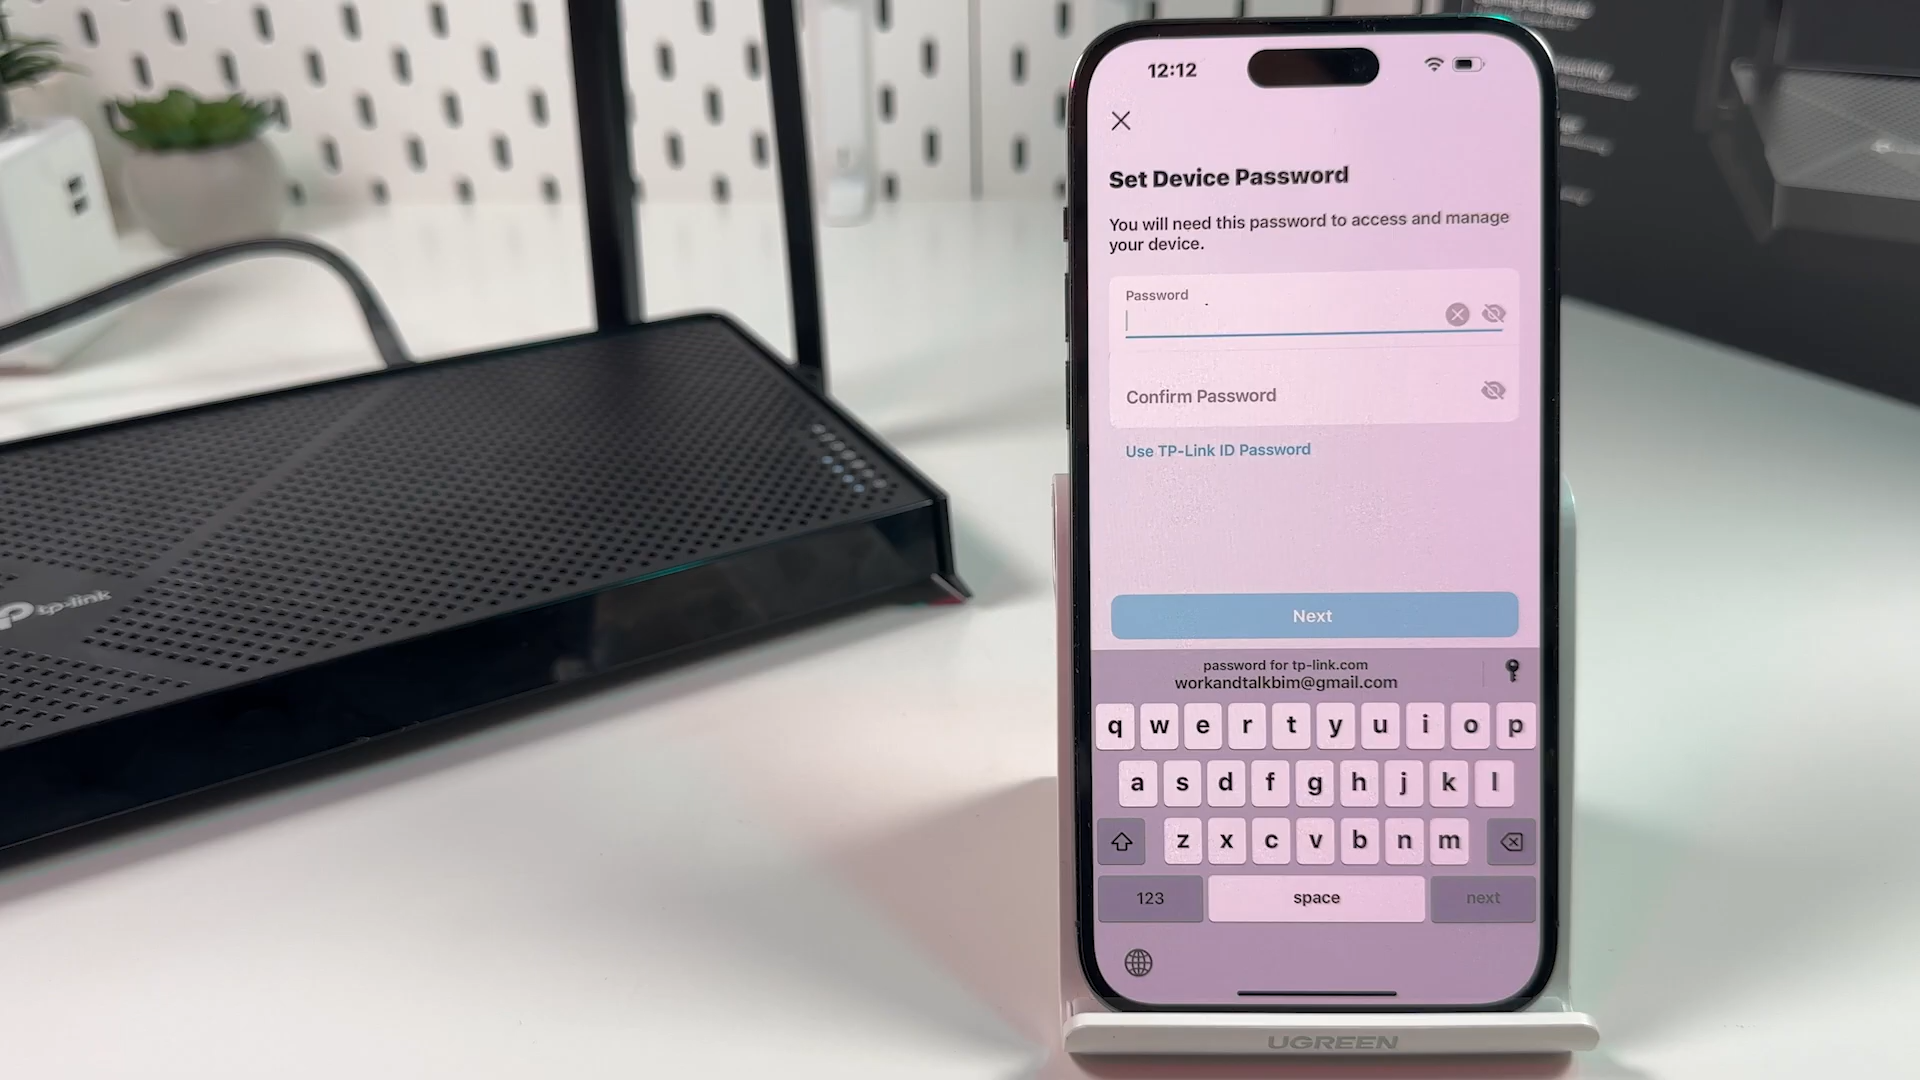 12:12
Set Device Password
You will need this password to access and manage
your device.
Password
Confirm Password
Use TP-Link ID Password
Next
password for tp-link.com
workandtalkbim@gmail.com
q w e r t y u i o p
a s d f g h j k l
z x c v b n m
123 space next
UGREEN
tp-link